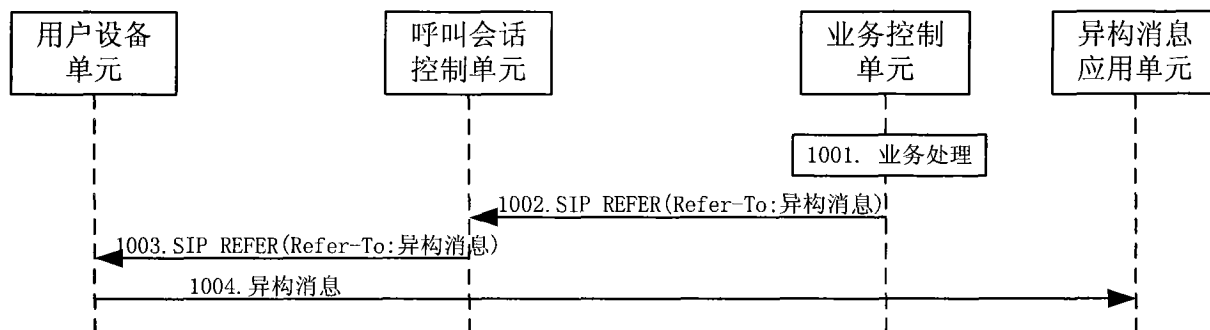 用户设备
单元
呼叫会话
控制单元
业务控制
单元
异构消息
应用单元
1001. 业务处理
1002.SIP REFER(Refer-To:异构消息)
1003.SIP REFER(Refer-To:异构消息)
1004.异构消息